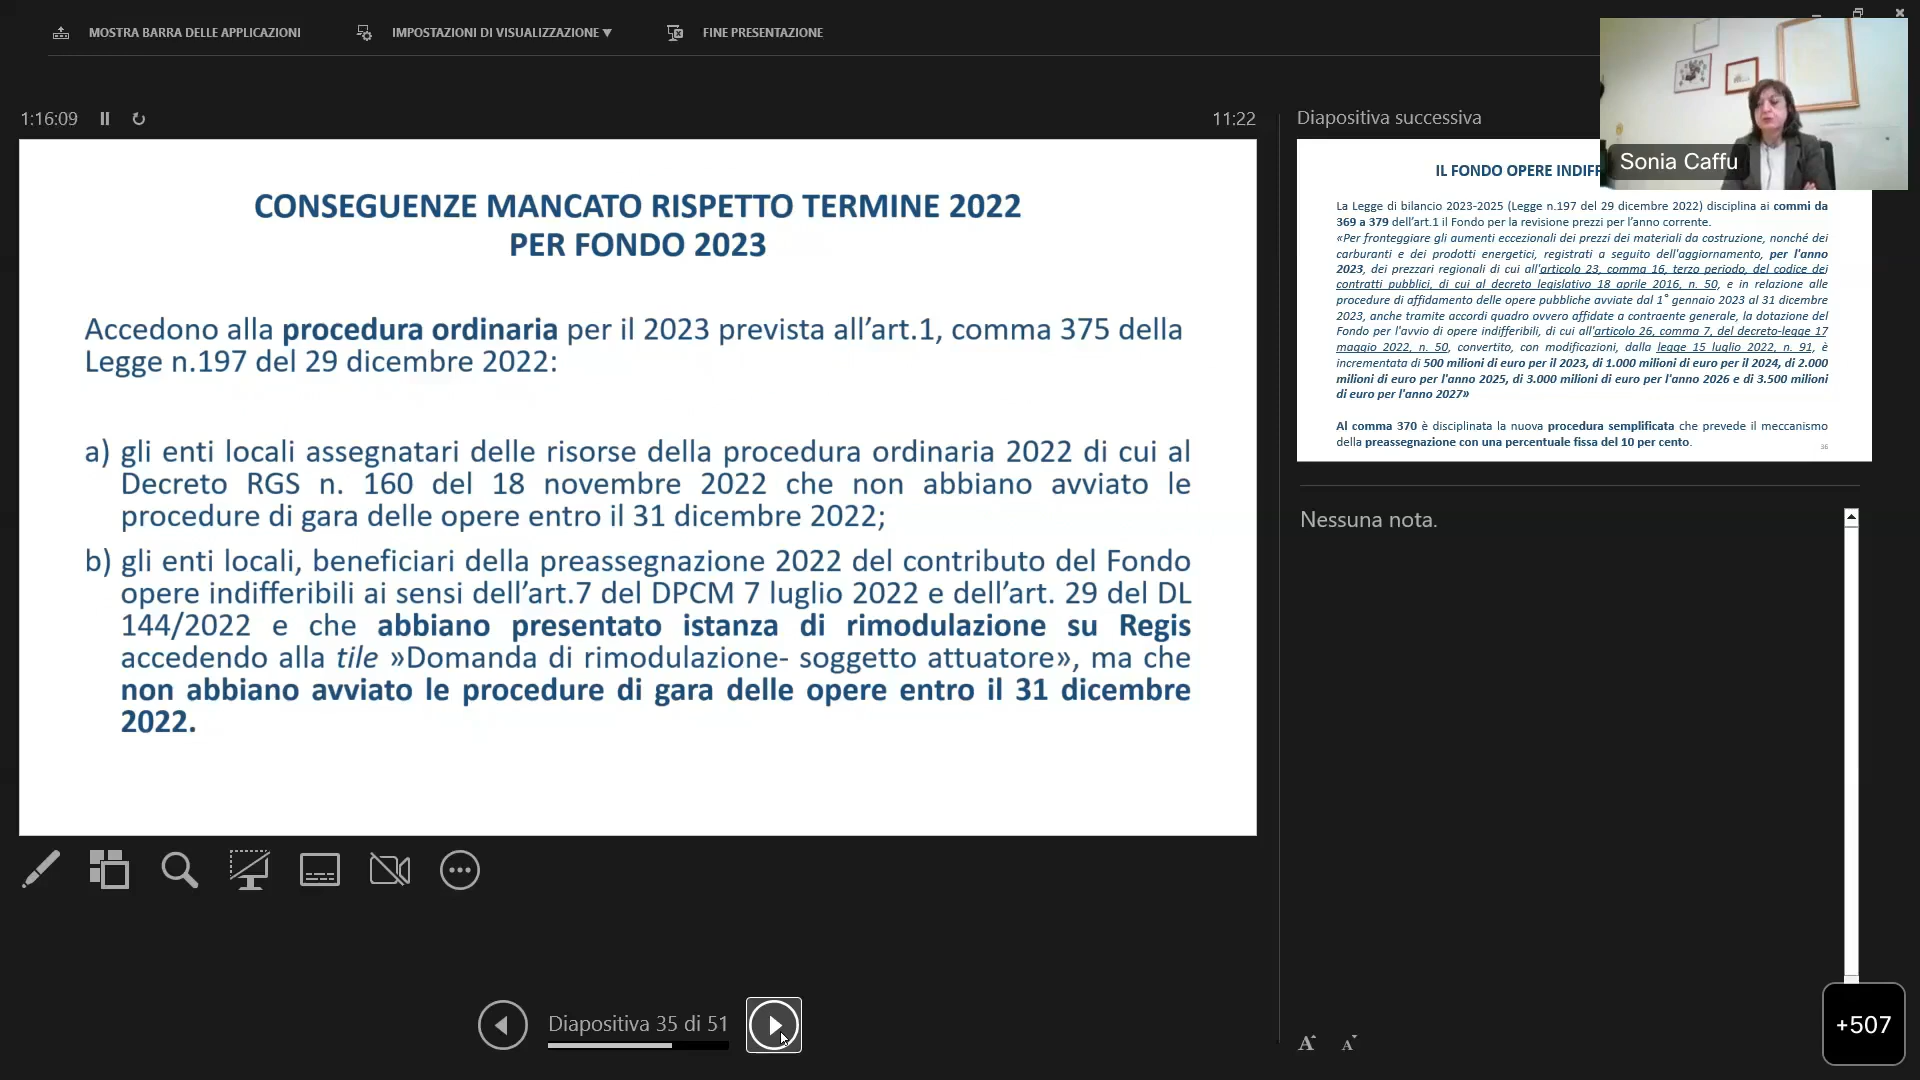 MOSTRA BARRA DELLE APPLICAZIONI
IMPOSTAZIONI DI VISUALIZZAZIONE ▼
FINE PRESENTAZIONE
1:16:09
11:22
CONSEGUENZE MANCATO RISPETTO TERMINE 2022
PER FONDO 2023
Accedono alla procedura ordinaria per il 2023 prevista all’art.1, comma 375 della
Legge n.197 del 29 dicembre 2022:
a) gli enti locali assegnatari delle risorse della procedura ordinaria 2022 di cui al
Decreto RGS n. 160 del 18 novembre 2022 che non abbiano avviato le
procedure di gara delle opere entro il 31 dicembre 2022;
b) gli enti locali, beneficiari della preassegnazione 2022 del contributo del Fondo
opere indifferibili ai sensi dell’art.7 del DPCM 7 luglio 2022 e dell’art. 29 del DL
144/2022 e che abbiano presentato istanza di rimodulazione su Regis
accedendo alla tile »Domanda di rimodulazione- soggetto attuatore», ma che
non abbiano avviato le procedure di gara delle opere entro il 31 dicembre
2022.
Diapositiva 35 di 51
Diapositiva successiva
Sonia Caffu
IL FONDO OPERE
La Legge di bilancio 2023-2025 (Legge n.197 del 29 dicembre 2022) disciplina ai commi da
369 a 379 dell’art.1 il Fondo per la revisione prezzi per l’anno corrente.
«Per fronteggiare gli aumenti eccezionali dei prezzi dei materiali da costruzione, nonché dei
carburanti e dei prodotti energetici, registrati a seguito dell'aggiornamento, per l'anno
2023, dei prezzari regionali di cui all'articolo 23, comma 16, terzo periodo, del codice dei
contratti pubblici, di cui al decreto legislativo 18 aprile 2016, n. 50, e in relazione alle
procedure di affidamento delle opere pubbliche avviate dal 1° gennaio 2023 al 31 dicembre
2023, anche tramite accordi quadro ovvero affidate a contraente generale, la dotazione del
Fondo per l'avvio di opere indifferibili, di cui all'articolo 26, comma 7, del decreto-legge 17
maggio 2022, n. 50, convertito, con modificazioni, dalla legge 15 luglio 2022, n. 91, è
incrementata di 500 milioni di euro per il 2023, di 1.000 milioni di euro per il 2024, di 2.000
milioni di euro per l'anno 2025, di 3.000 milioni di euro per l'anno 2026 e di 3.500 milioni
di euro per l'anno 2027»
Al comma 370 è disciplinata la nuova procedura semplificata che prevede il meccanismo
della preassegnazione con una percentuale fissa del 10 per cento.
36
Nessuna nota.
A A
+507